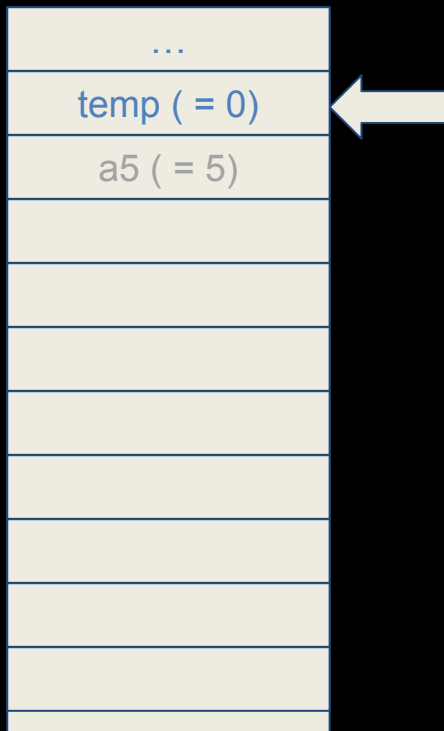 ...
temp ( = 0)
a5 ( = 5)